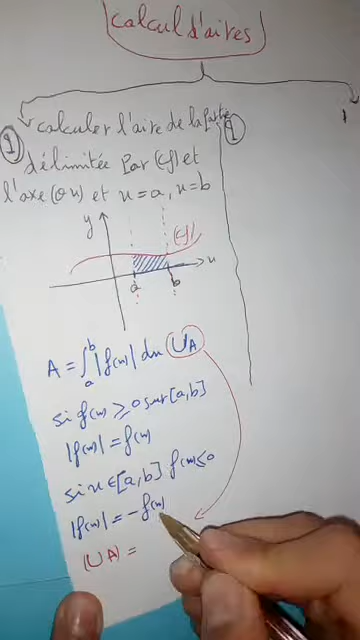 calcul d'aires
① calculer l'aire de la partie
délimitée par (Cf) et
l'axe (Ox) et x=a, x=b
y
(Cf)
x
a b
A = ∫_a^b |f(x)| dx (UA)
si f(x) ≥ 0 sur [a,b]
|f(x)| = f(x)
si x ∈ [a,b] f(x) ≤ 0
|f(x)| = -f(x)
(UA) =